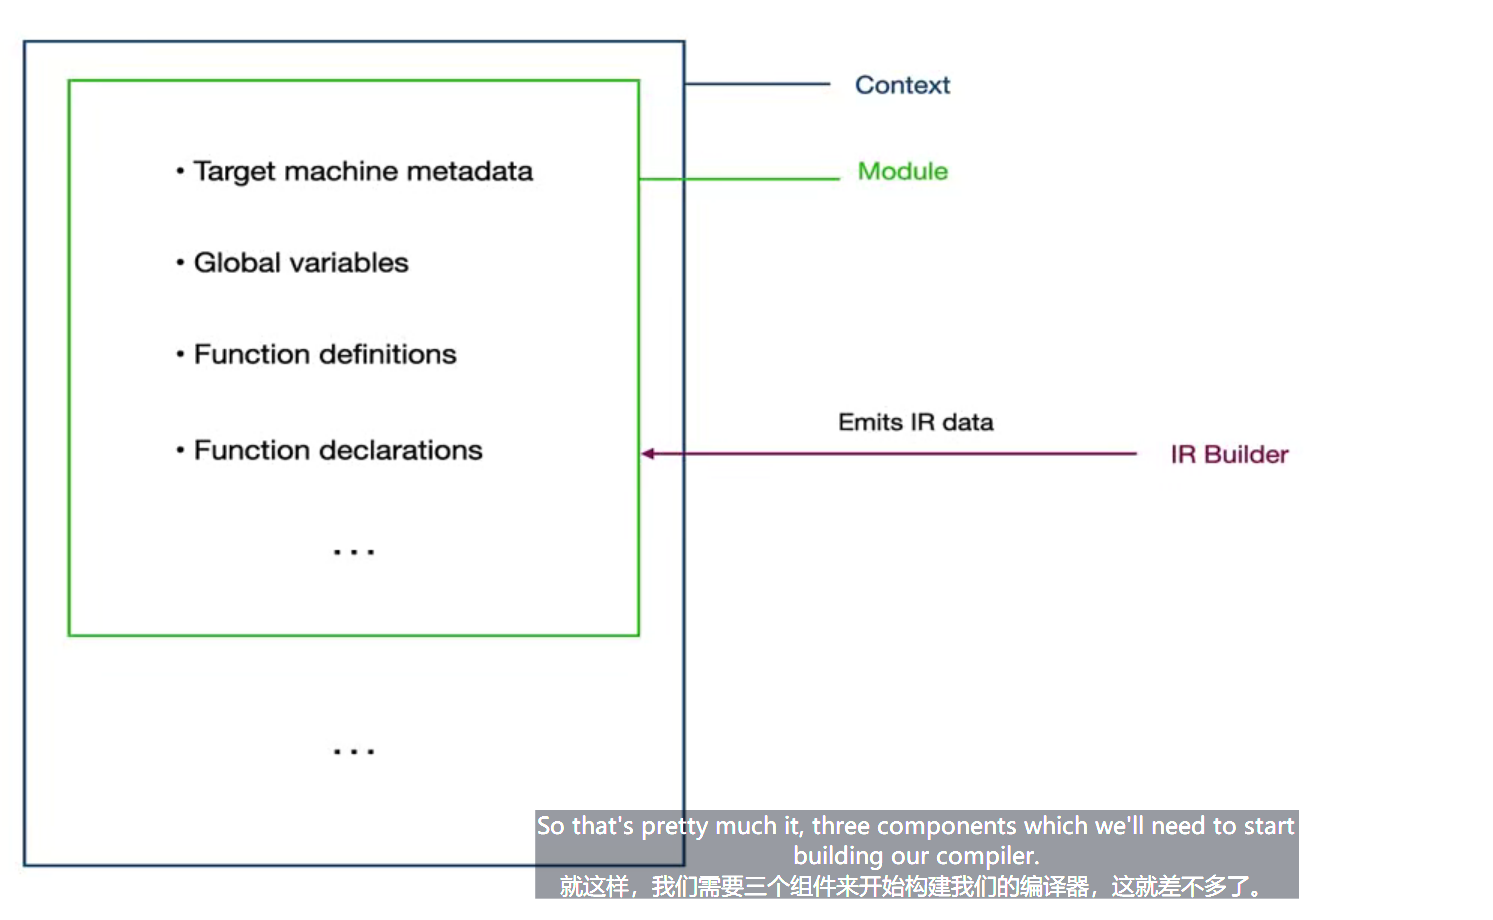 Context
• Target machine metadata
Module
• Global variables
• Function definitions
Emits IR data
• Function declarations
IR Builder
...
...
So that's pretty much it, three components which we'll need to start
building our compiler.
就这样，我们需要三个组件来开始构建我们的编译器，这就差不多了。